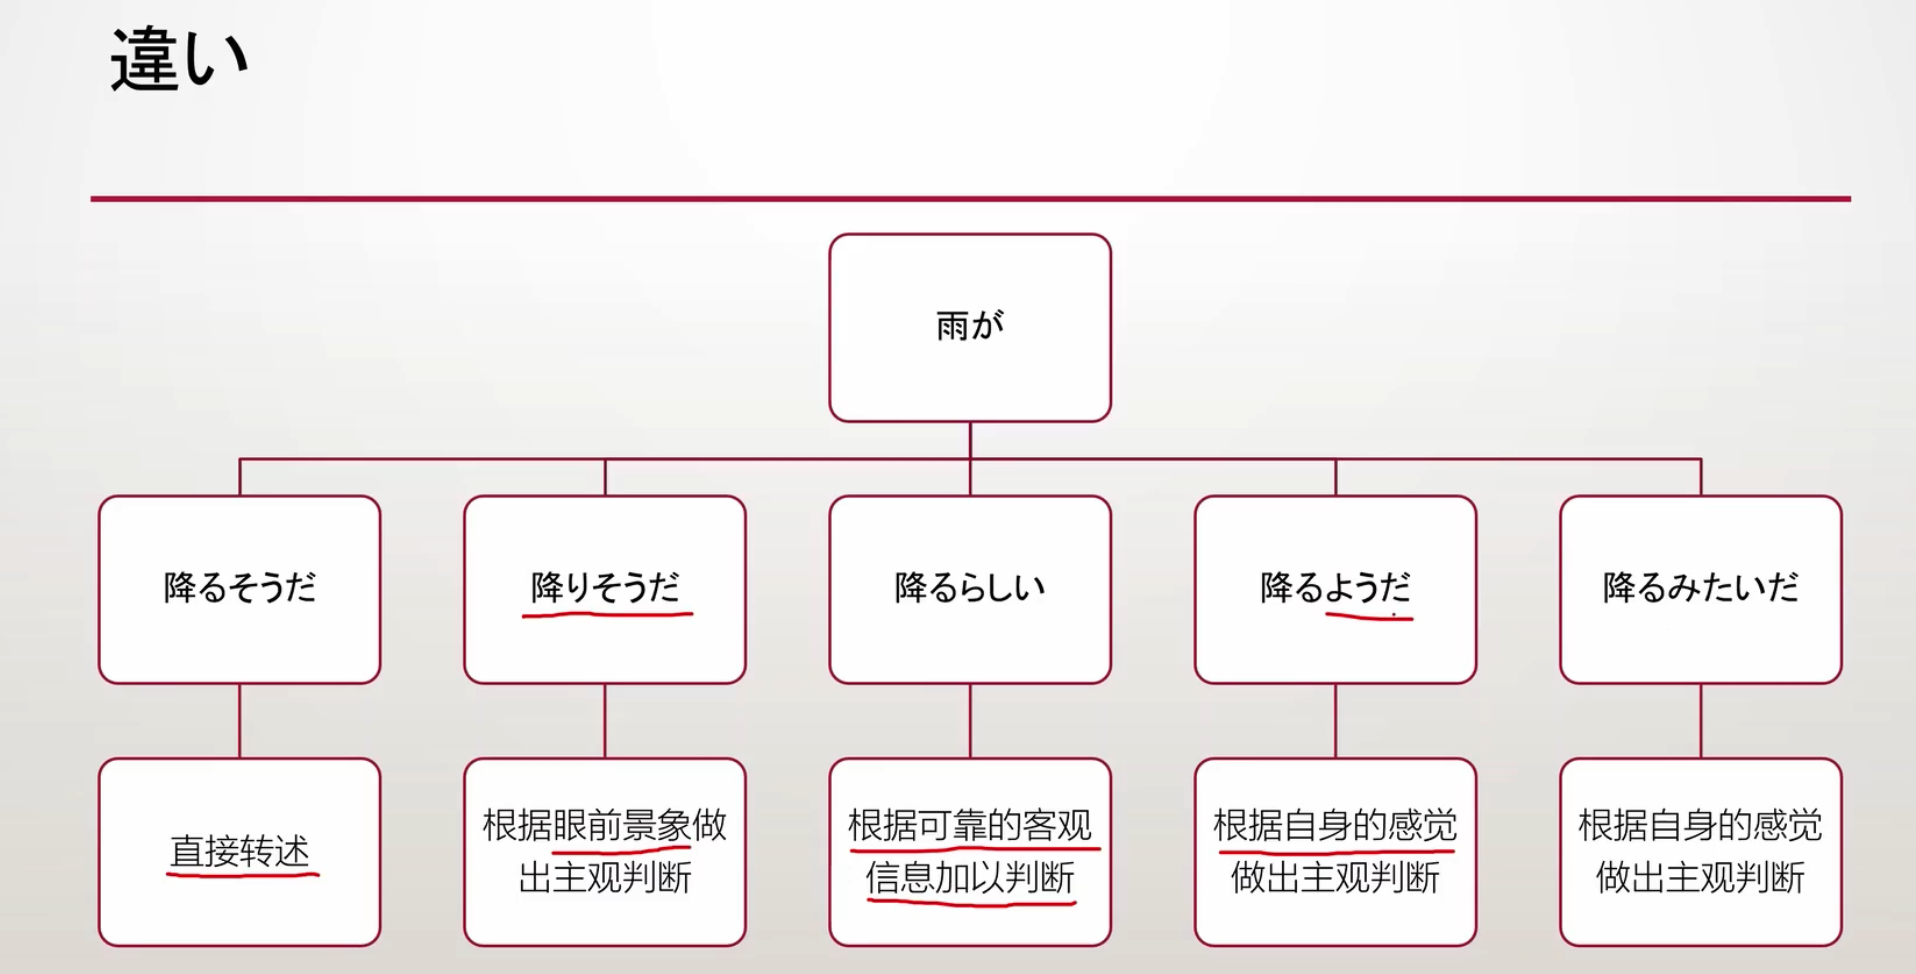 違い
雨が
降るそうだ
降りそうだ
降るらしい
降るようだ
降るみたいだ
直接转述
根据眼前景象做
出主观判断
根据可靠的客观
信息加以判断
根据自身的感觉
做出主观判断
根据自身的感觉
做出主观判断